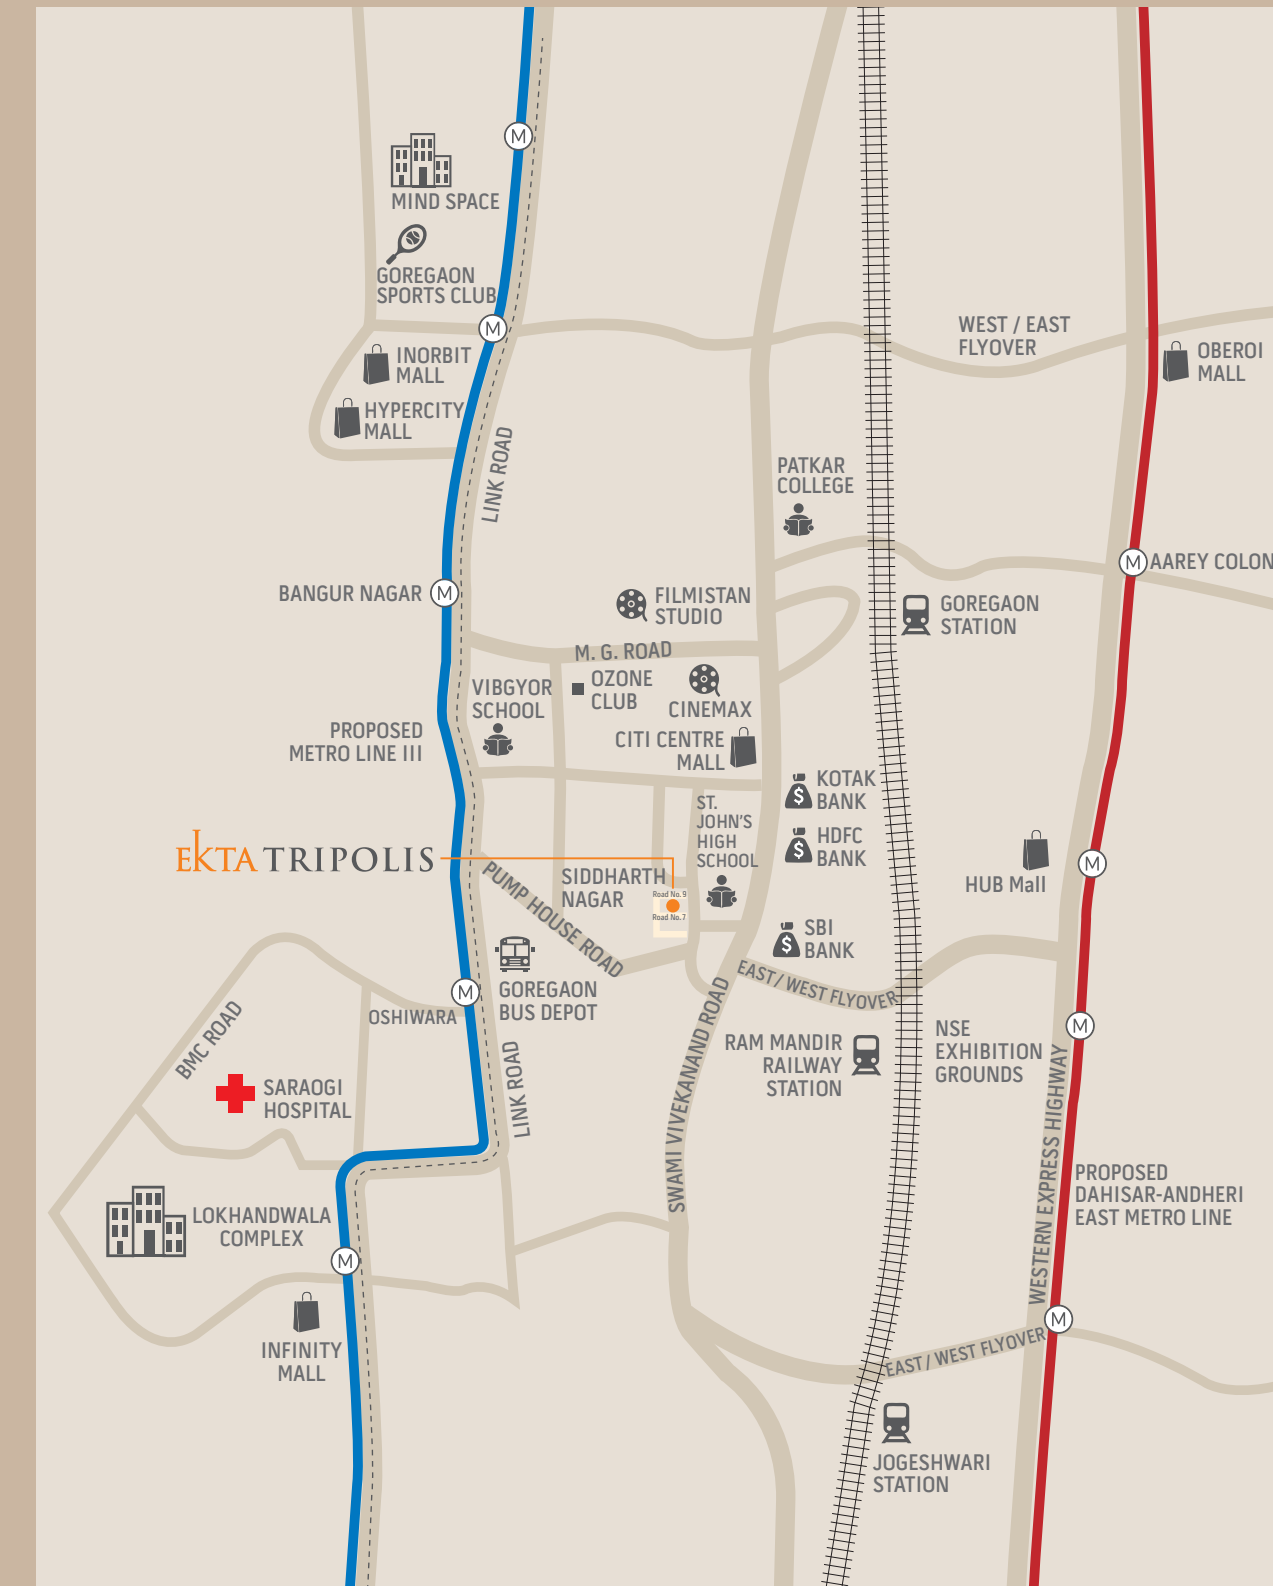 M
MIND SPACE
GOREGAON
SPORTS CLUB
M
WEST / EAST
FLYOVER
INORBIT
MALL
OBEROI
MALL
HYPERCITY
MALL
LINK ROAD
PATKAR
COLLEGE
M
AAREY COLON
BANGUR NAGAR
M
FILMISTAN
STUDIO
GOREGAON
STATION
M. G. ROAD
VIBGYOR
SCHOOL
OZONE
CLUB
CINEMAX
PROPOSED
METRO LINE III
CITI CENTRE
MALL
KOTAK
BANK
ST.
JOHN'S
HIGH
SCHOOL
HDFC
BANK
EKTA TRIPOLIS
M
HUB Mall
PUMP HOUSE ROAD
SIDDHARTH
NAGAR
Road No. 9
Road No. 7
SBI
BANK
EAST / WEST FLYOVER
GOREGAON
BUS DEPOT
M
OSHIWARA
BMC ROAD
SARAOGI
HOSPITAL
LINK ROAD
SWAMI VIVEKANAND ROAD
RAM MANDIR
RAILWAY
STATION
NSE
EXHIBITION
GROUNDS
M
WESTERN EXPRESS HIGHWAY
PROPOSED
DAHISAR-ANDHERI
EAST METRO LINE
LOKHANDWALA
COMPLEX
M
INFINITY
MALL
M
EAST / WEST FLYOVER
JOGESHWARI
STATION